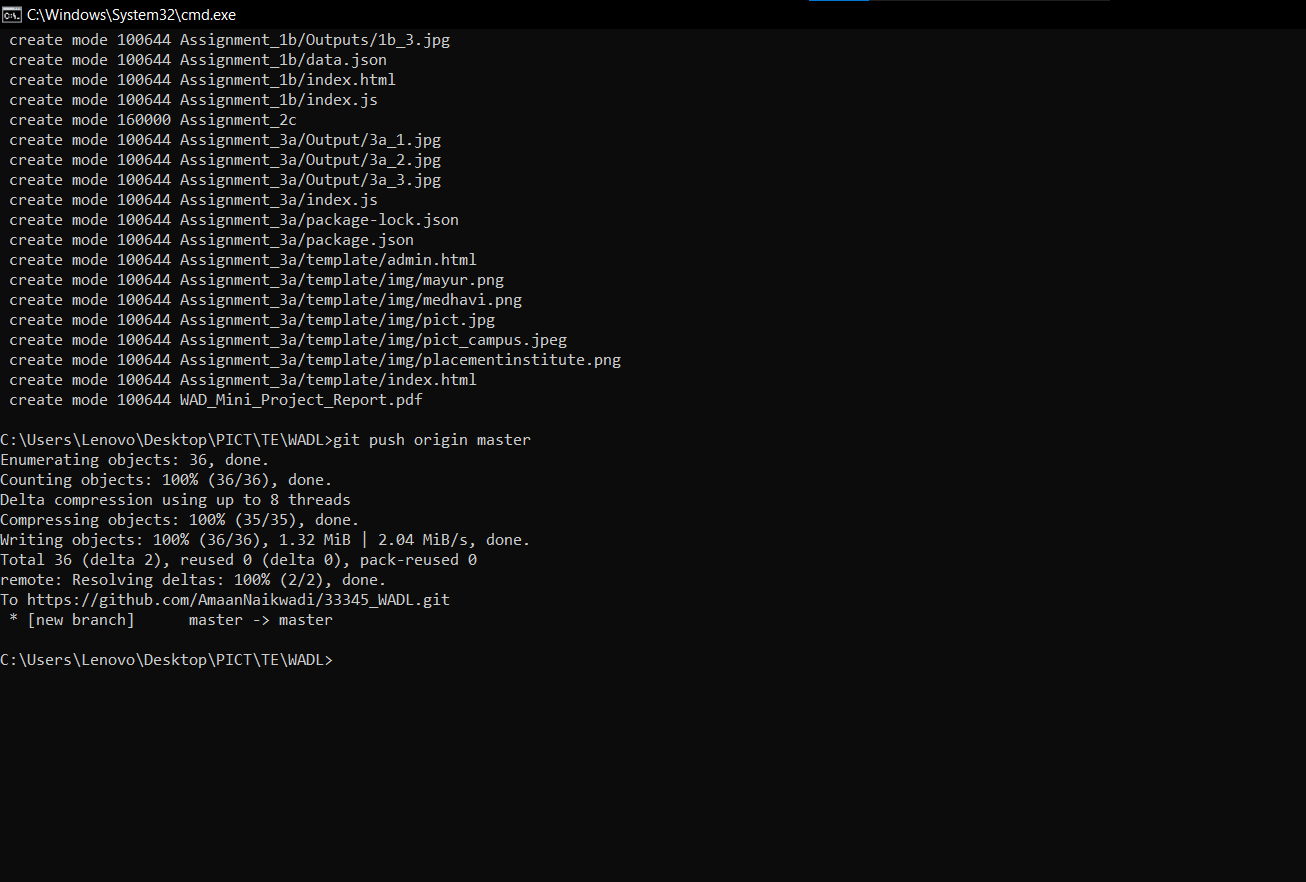 C:\Windows\System32\cmd.exe
create mode 100644 Assignment_1b/Outputs/1b_3.jpg
create mode 100644 Assignment_1b/data.json
create mode 100644 Assignment_1b/index.html
create mode 100644 Assignment_1b/index.js
create mode 160000 Assignment_2c
create mode 100644 Assignment_3a/Output/3a_1.jpg
create mode 100644 Assignment_3a/Output/3a_2.jpg
create mode 100644 Assignment_3a/Output/3a_3.jpg
create mode 100644 Assignment_3a/index.js
create mode 100644 Assignment_3a/package-lock.json
create mode 100644 Assignment_3a/package.json
create mode 100644 Assignment_3a/template/admin.html
create mode 100644 Assignment_3a/template/img/mayur.png
create mode 100644 Assignment_3a/template/img/medhavi.png
create mode 100644 Assignment_3a/template/img/pict.jpg
create mode 100644 Assignment_3a/template/img/pict_campus.jpeg
create mode 100644 Assignment_3a/template/img/placementinstitute.png
create mode 100644 Assignment_3a/template/index.html
create mode 100644 WAD_Mini_Project_Report.pdf
C:\Users\Lenovo\Desktop\PICT\TE\WADL>git push origin master
Enumerating objects: 36, done.
Counting objects: 100% (36/36), done.
Delta compression using up to 8 threads
Compressing objects: 100% (35/35), done.
Writing objects: 100% (36/36), 1.32 MiB | 2.04 MiB/s, done.
Total 36 (delta 2), reused 0 (delta 0), pack-reused 0
remote: Resolving deltas: 100% (2/2), done.
To https://github.com/AmaanNaikwadi/33345_WADL.git
* [new branch]      master -> master
C:\Users\Lenovo\Desktop\PICT\TE\WADL>